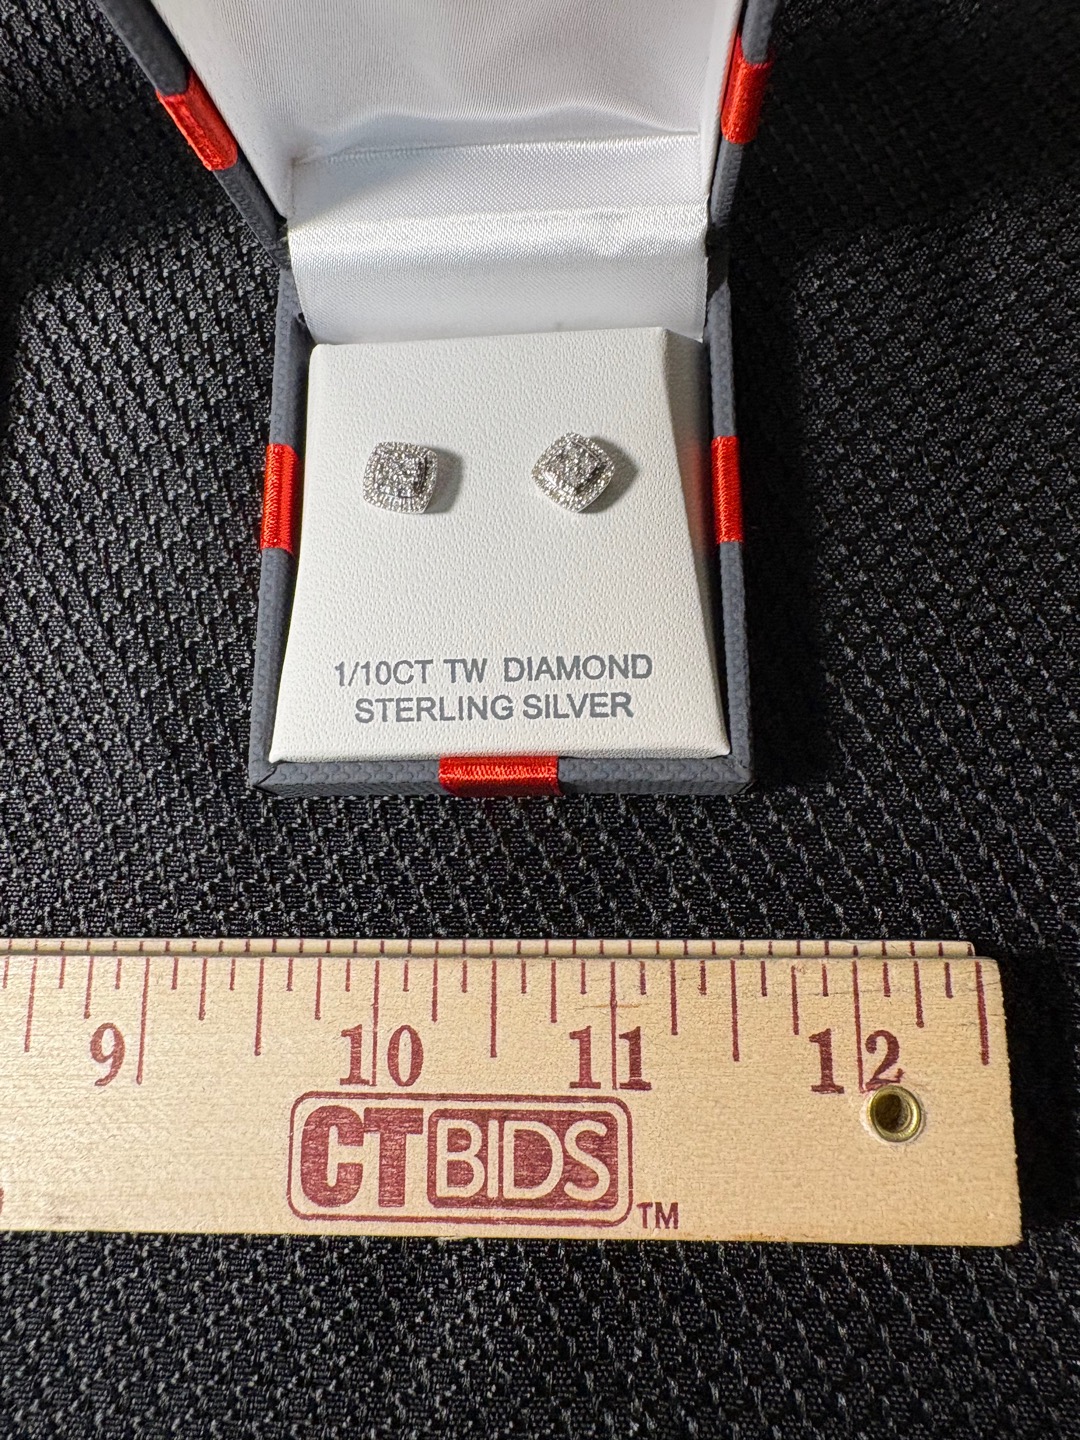 1/10CT TW DIAMOND
STERLING SILVER
9 10 11 12
CTBIDS
TM